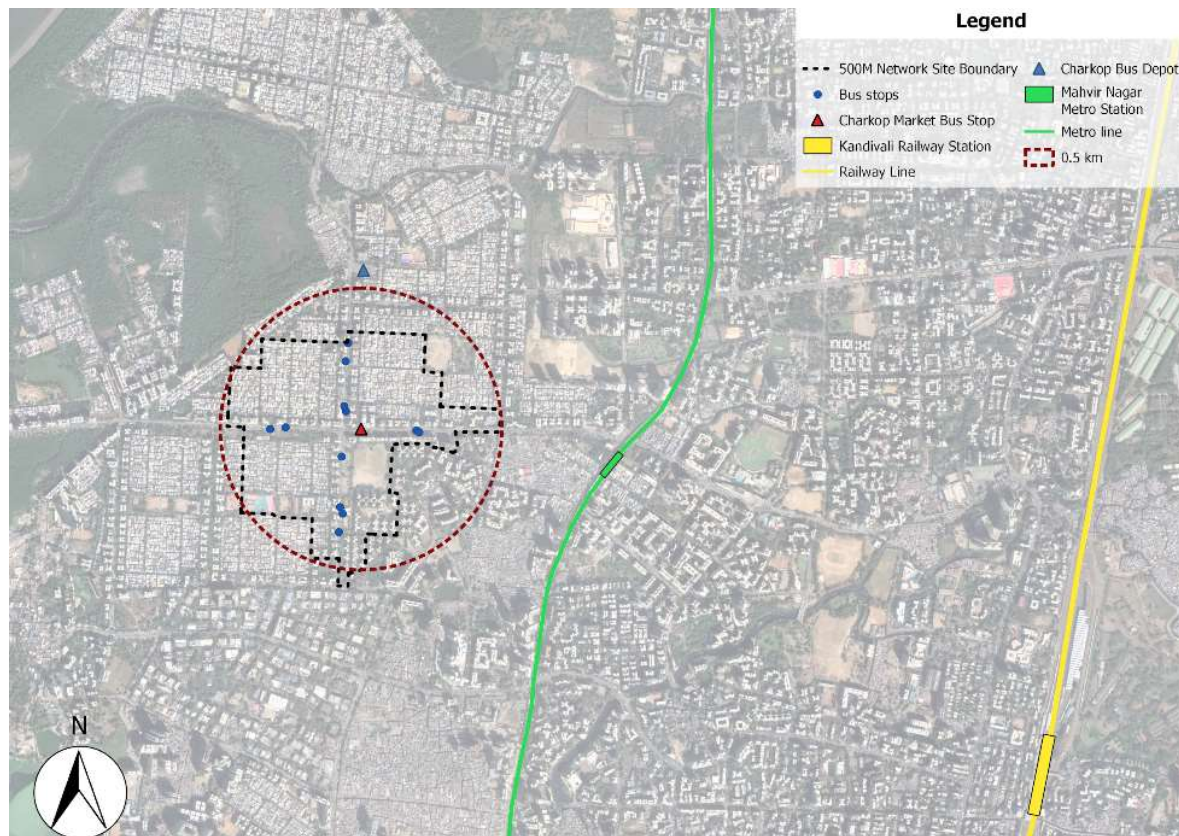 Legend
500M Network Site Boundary
Bus stops
Charkop Market Bus Stop
Kandivali Railway Station
Railway Line
Charkop Bus Depot
Mahvir Nagar
Metro Station
Metro line
0.5 km
N